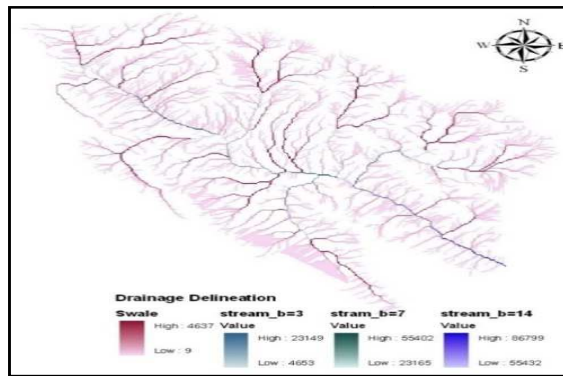 N
W E
S
Drainage Delineation
Swale stream_b=3 stram_b=7 stream_b=14
Value Value Value
High : 4637 High : 23149 High : 55402 High : 86799
Low : 9 Low : 4653 Low : 23165 Low : 55432